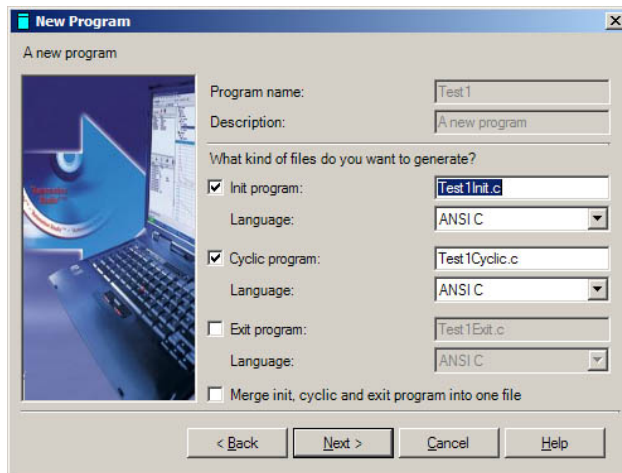 New Program
A new program
Program name: Test1
Description: A new program
What kind of files do you want to generate?
Init program: Test1Init.c
Language: ANSI C
Cyclic program: Test1Cyclic.c
Language: ANSI C
Exit program: Test1Exit.c
Language: ANSI C
Merge init, cyclic and exit program into one file
< Back Next > Cancel Help